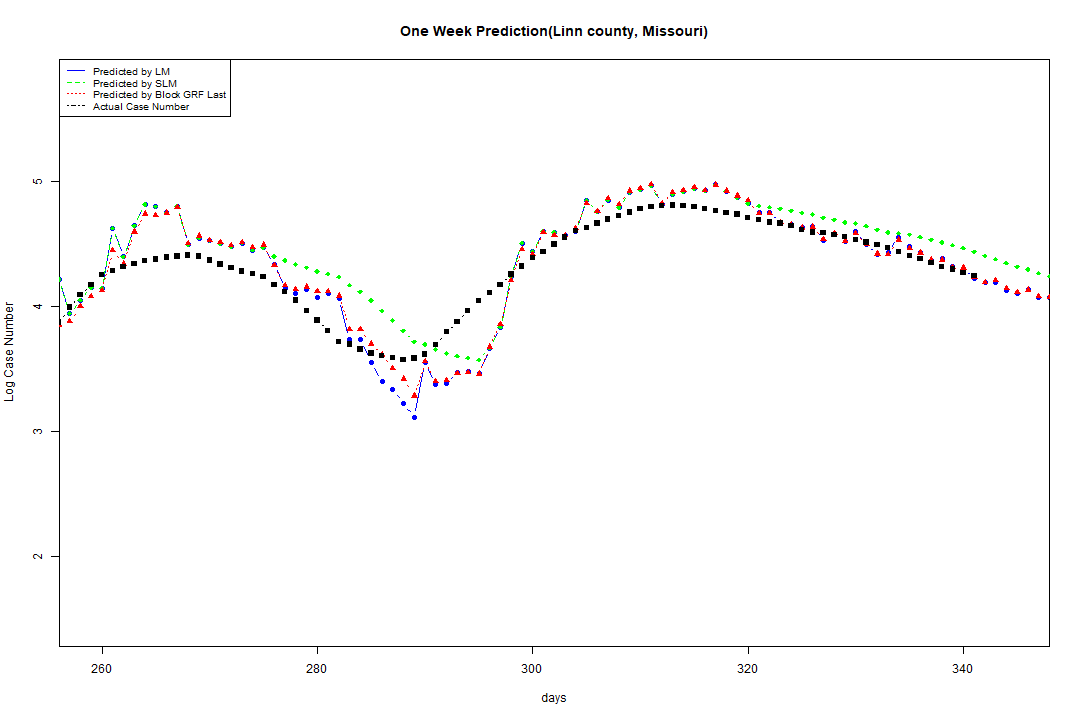 One Week Prediction(Linn county, Missouri)
Predicted by LM
Predicted by SLM
Predicted by Block GRF Last
Actual Case Number
5
4
3
2
Log Case Number
260 280 300 320 340
days